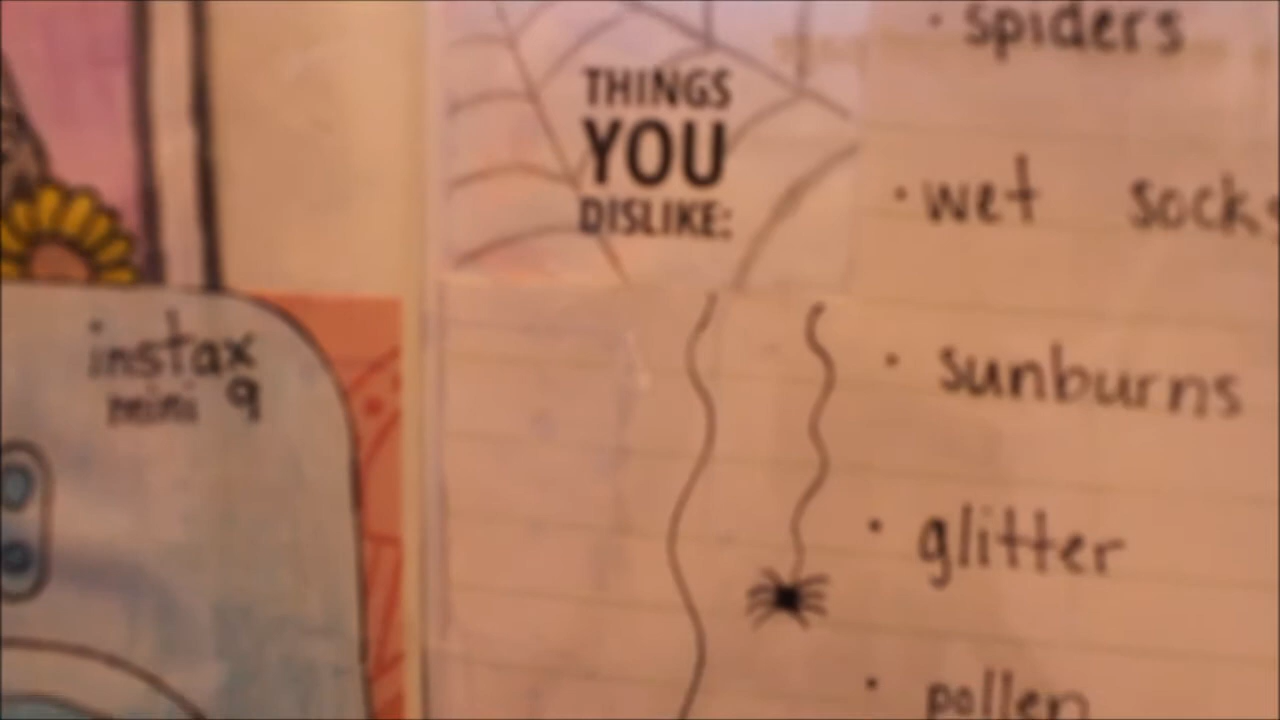 instax
mini 9
THINGS
YOU
DISLIKE:
• spiders
• wet socks
• sunburns
• glitter
• pollen